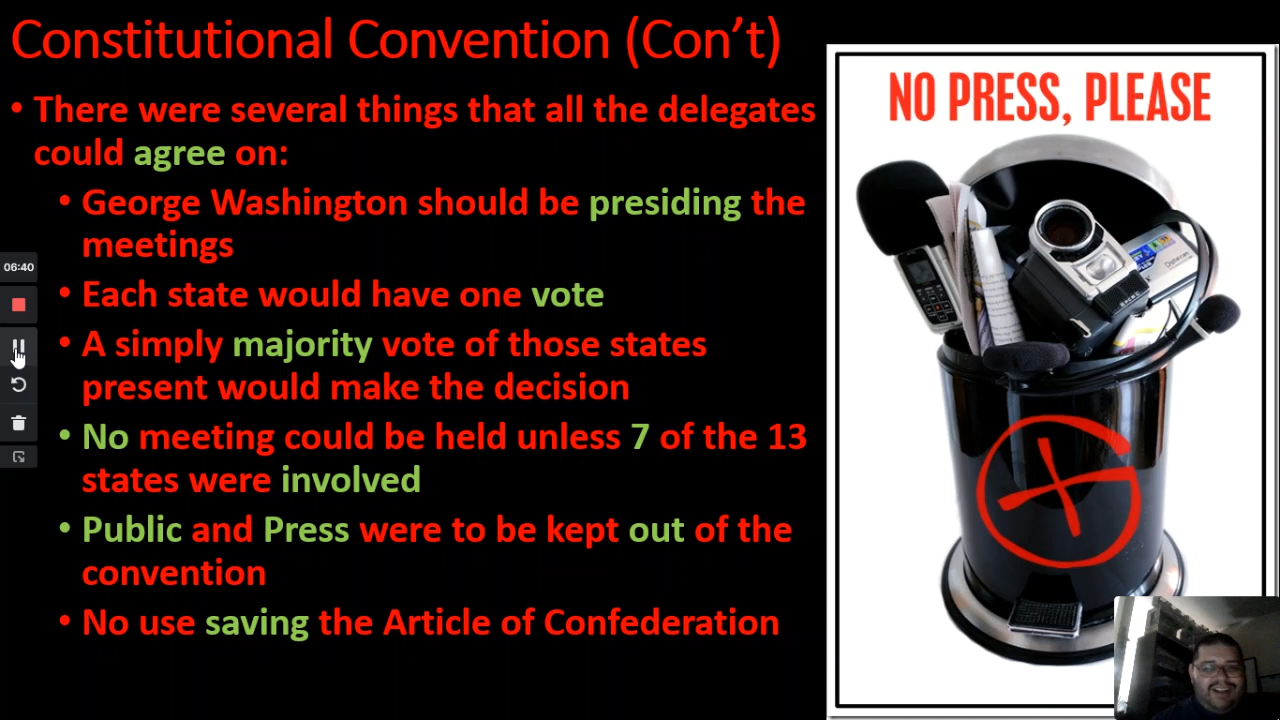 Constitutional Convention (Con’t)
• There were several things that all the delegates
could agree on:
• George Washington should be presiding the
meetings
• Each state would have one vote
• A simply majority vote of those states
present would make the decision
• No meeting could be held unless 7 of the 13
states were involved
• Public and Press were to be kept out of the
convention
• No use saving the Article of Confederation
NO PRESS, PLEASE
06:40